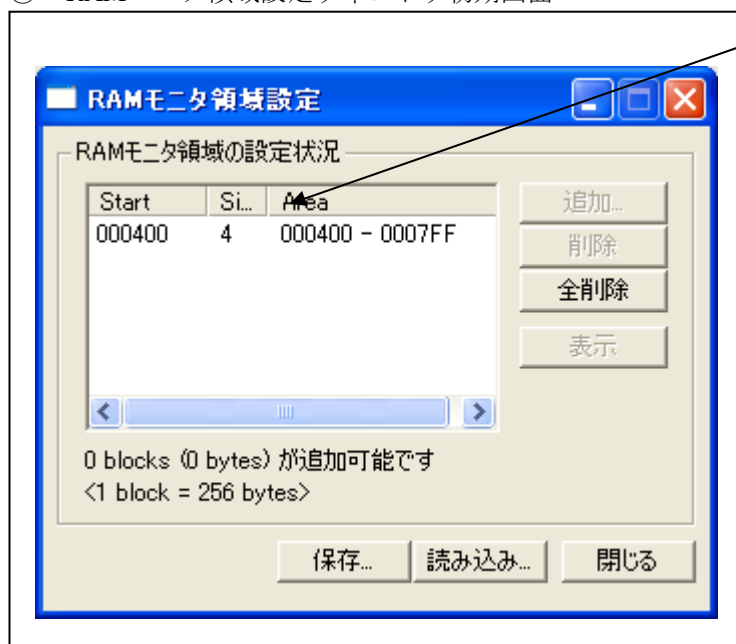 RAMモニタ領域設定
RAMモニタ領域の設定状況
Start Si... Area
000400 4 000400 - 0007FF
追加...
削除
全削除
表示
0 blocks (0 bytes) が追加可能です
<1 block = 256 bytes>
保存... 読み込み... 閉じる